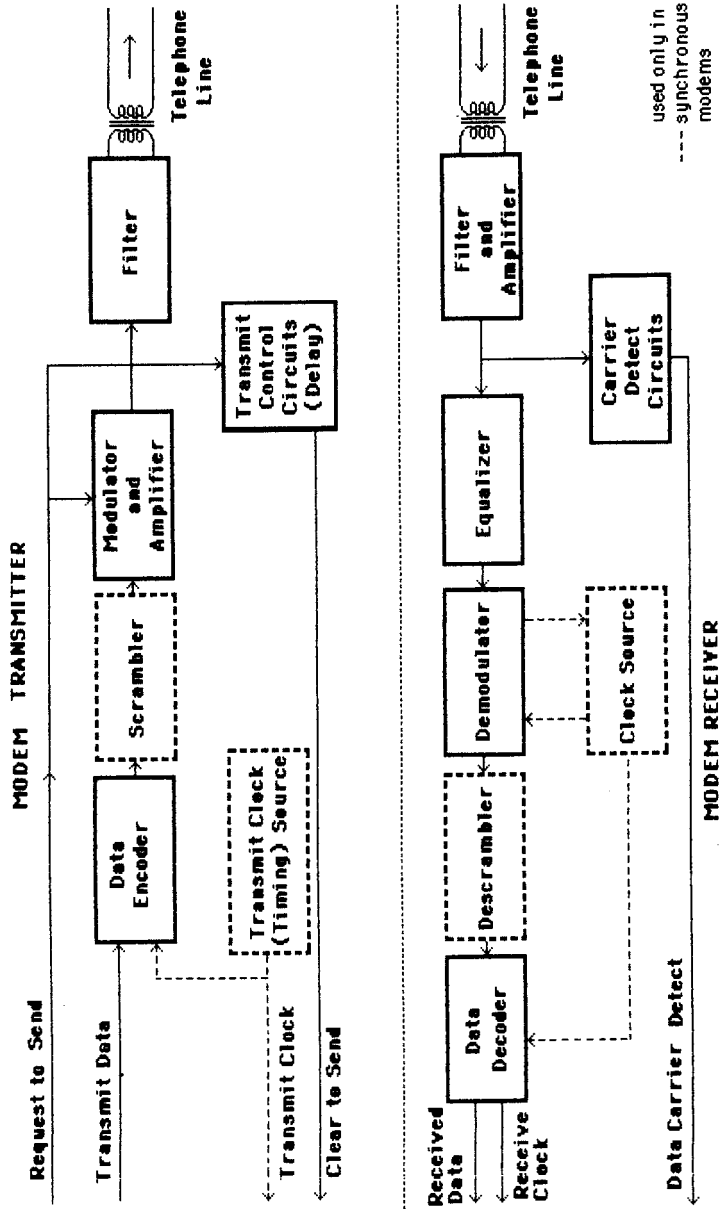 MODEM TRANSMITTER
Request to Send
Transmit Data
Data
Encoder
Scrambler
Modulator
and
Amplifier
Filter
Telephone
Line
Transmit Clock
(Timing) Source
Transmit
Control
Circuits
(Delay)
Transmit Clock
Clear to Send
Received
Data
Receive
Clock
Data
Decoder
Descrambler
Demodulator
Equalizer
Filter
and
Amplifier
Telephone
Line
Clock Source
Carrier
Detect
Circuits
Data Carrier Detect
MODEM RECEIVER
used only in
--- synchronous
modems